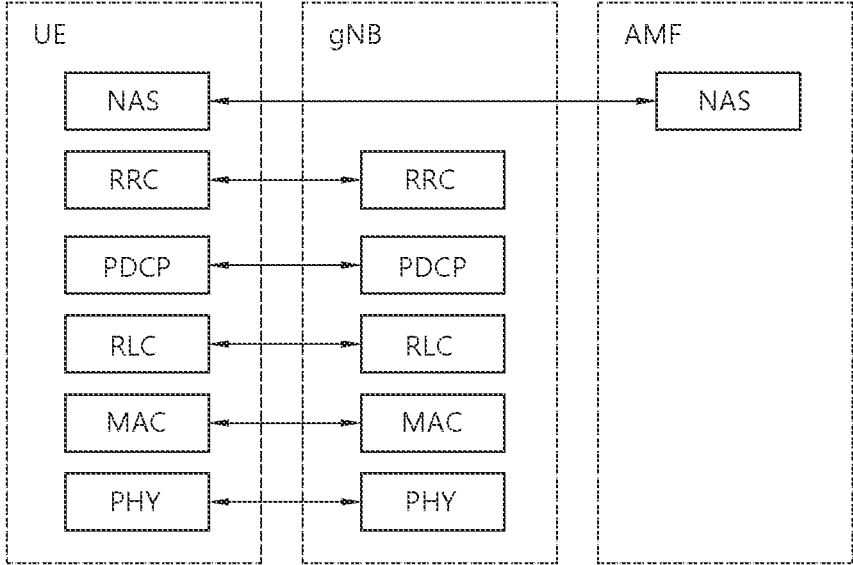 UE gNB AMF
NAS NAS
RRC RRC
PDCP PDCP
RLC RLC
MAC MAC
PHY PHY